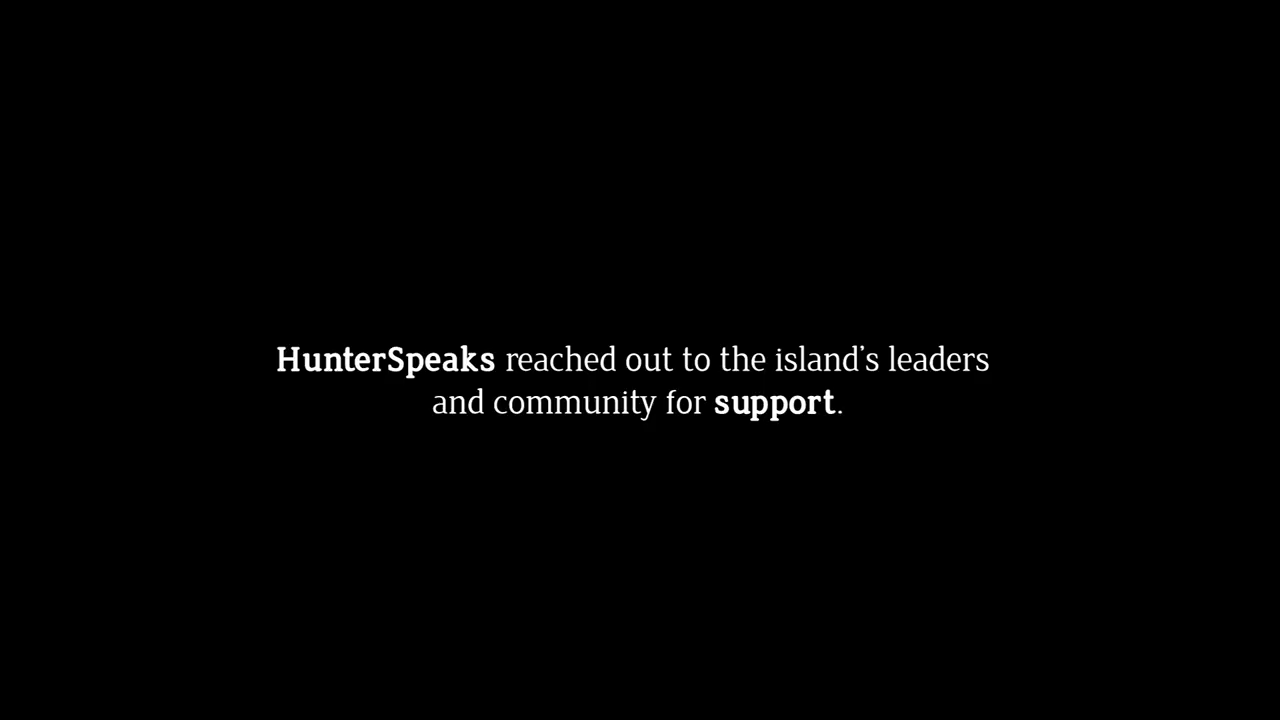 HunterSpeaks reached out to the island’s leaders
and community for support.